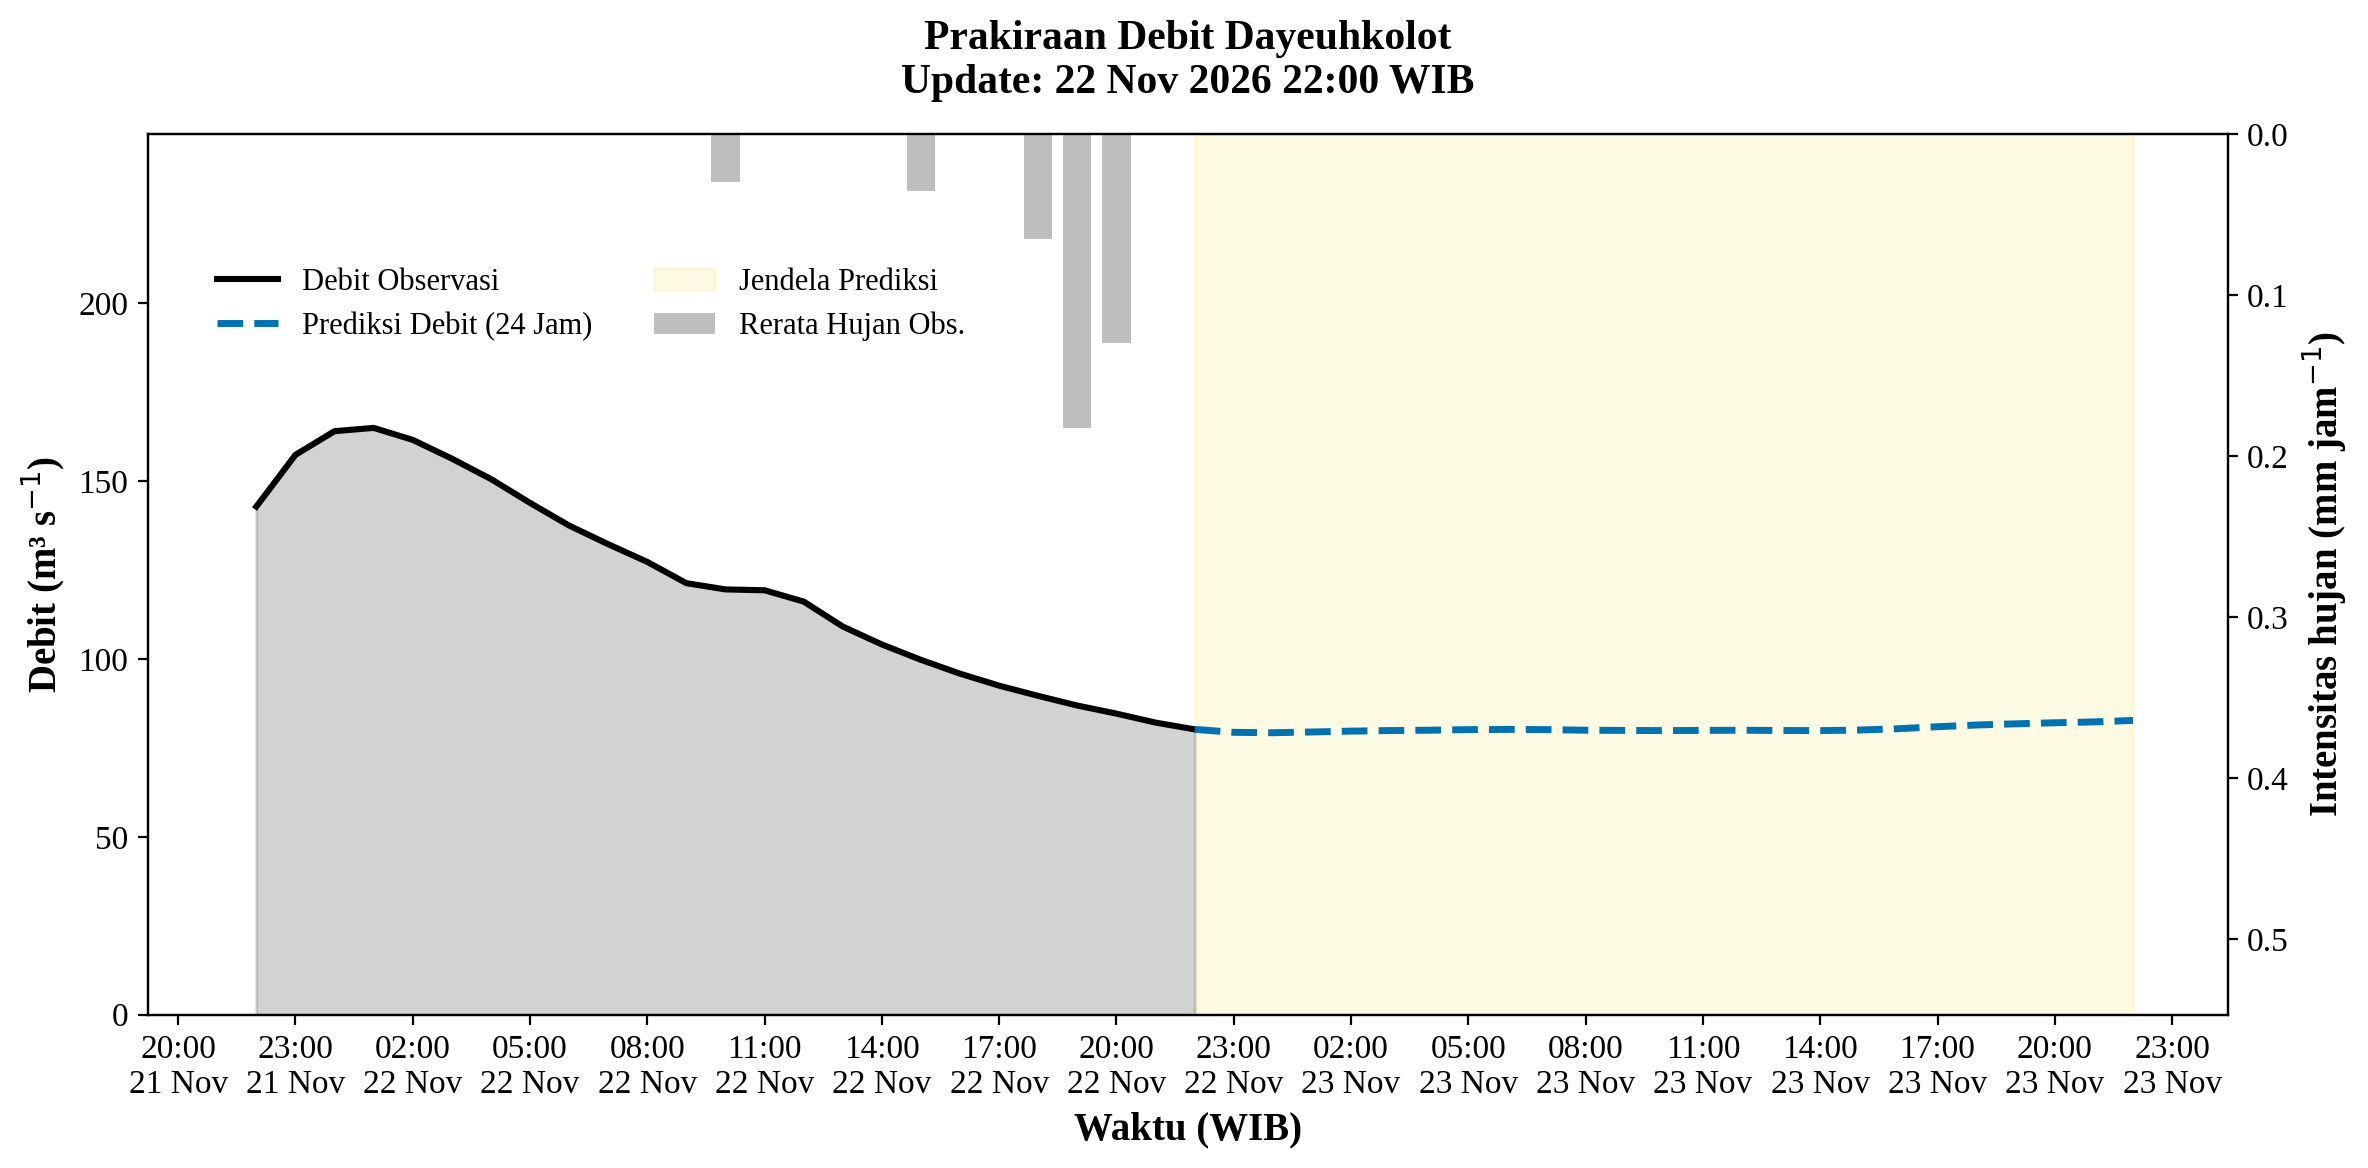 Prakiraan Debit Dayeuhkolot
Update: 22 Nov 2026 22:00 WIB
Debit Observasi
Prediksi Debit (24 Jam)
Jendela Prediksi
Rerata Hujan Obs.
Debit (m³ s⁻¹)
200
150
100
50
0
0.0
0.1
0.2
0.3
0.4
0.5
Intensitas hujan (mm jam⁻¹)
20:00 23:00 02:00 05:00 08:00 11:00 14:00 17:00 20:00 23:00 02:00 05:00 08:00 11:00 14:00 17:00 20:00 23:00
21 Nov 21 Nov 22 Nov 22 Nov 22 Nov 22 Nov 22 Nov 22 Nov 22 Nov 22 Nov 23 Nov 23 Nov 23 Nov 23 Nov 23 Nov 23 Nov 23 Nov 23 Nov
Waktu (WIB)